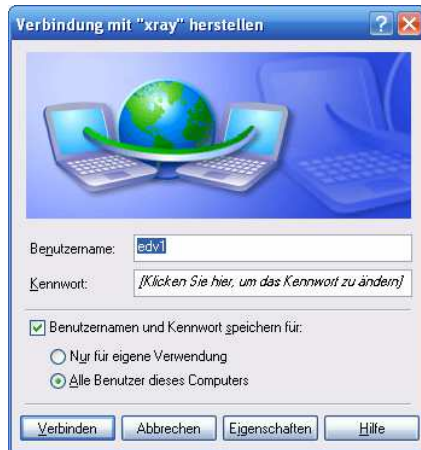 Verbindung mit "xray" herstellen
Benutzername: edv1
Kennwort: [Klicken Sie hier, um das Kennwort zu ändern]
Benutzernamen und Kennwort speichern für:
Nur für eigene Verwendung
Alle Benutzer dieses Computers
Verbinden Abbrechen Eigenschaften Hilfe